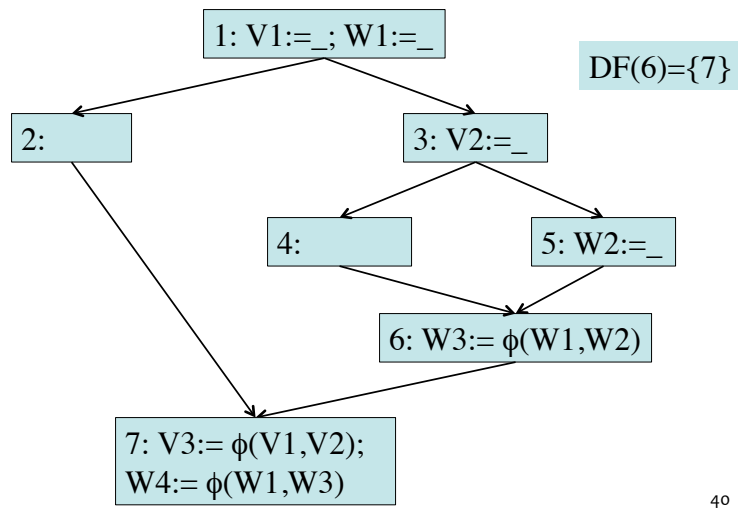 1: V1:=_; W1:=_
DF(6)={7}
2:
3: V2:=_
4:
5: W2:=_
6: W3:= ϕ(W1,W2)
7: V3:= ϕ(V1,V2);
W4:= ϕ(W1,W3)
40